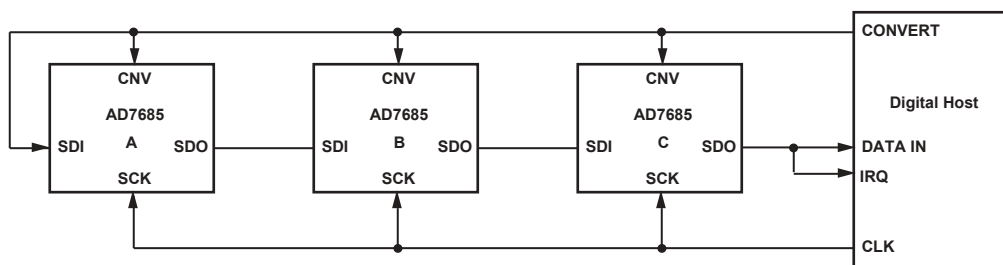 CONVERT
CNV CNV CNV
AD7685 AD7685 AD7685
Digital Host
SDI A SDO SDI B SDO SDI C SDO DATA IN
SCK SCK SCK IRQ
CLK